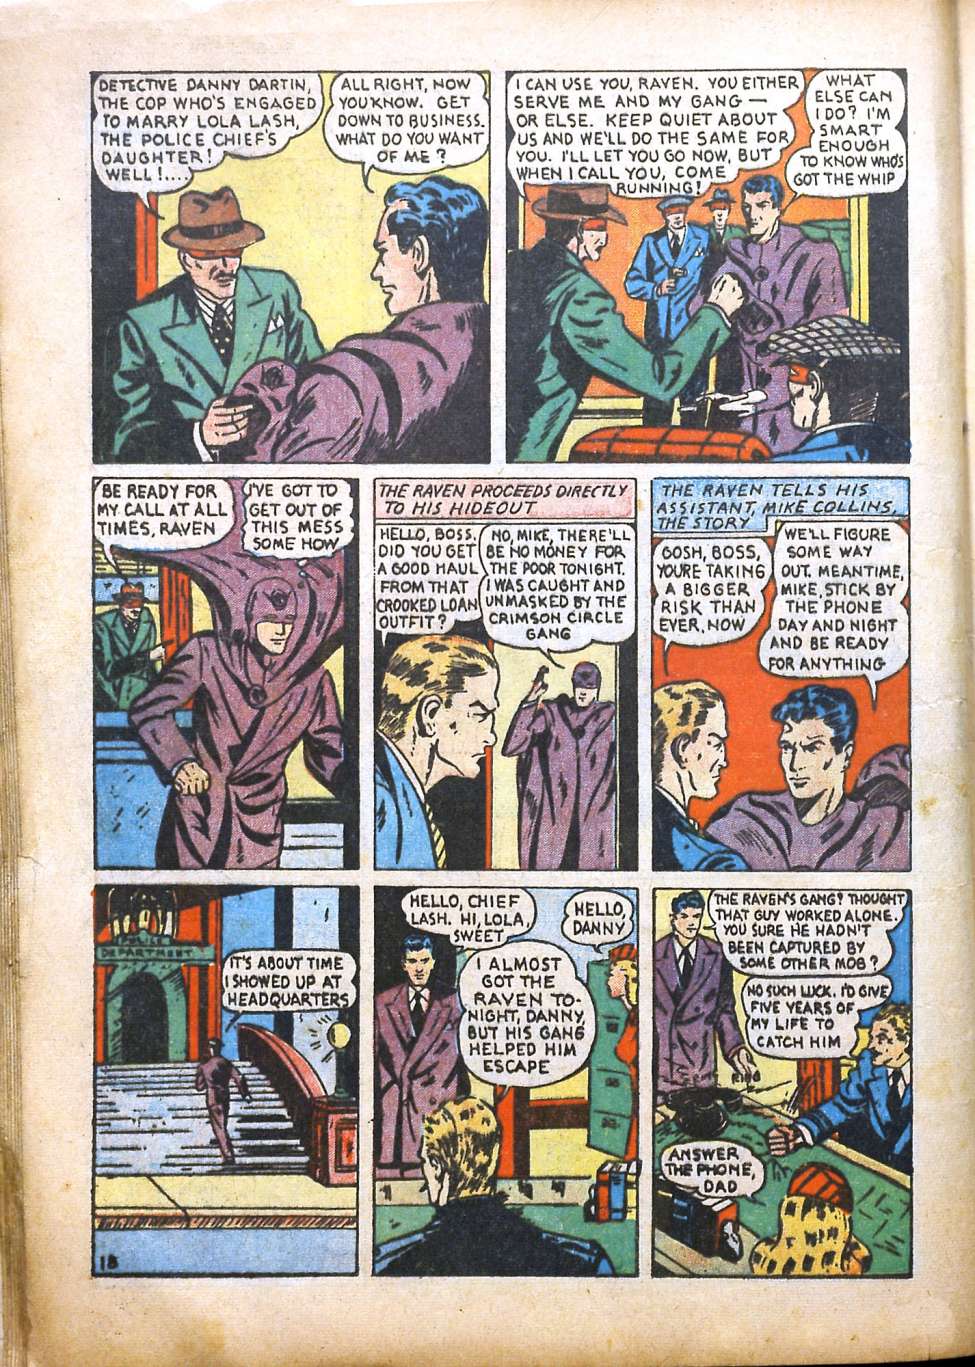 DETECTIVE DANNY DARTIN,
THE COP WHO'S ENGAGED
TO MARRY LOLA LASH,
THE POLICE CHIEF'S
DAUGHTER!
WELL!....
ALL RIGHT, NOW
YOU KNOW. GET
DOWN TO BUSINESS.
WHAT DO YOU WANT
OF ME?
I CAN USE YOU, RAVEN. YOU EITHER
SERVE ME AND MY GANG —
OR ELSE. KEEP QUIET ABOUT
US AND WE'LL DO THE SAME FOR
YOU. I'LL LET YOU GO NOW, BUT
WHEN I CALL YOU, COME
RUNNING!
WHAT
ELSE CAN
I DO? I'M
SMART
ENOUGH
TO KNOW WHO'S
GOT THE WHIP
BE READY FOR
MY CALL AT ALL
TIMES, RAVEN
I'VE GOT TO
GET OUT OF
THIS MESS
SOME HOW
THE RAVEN PROCEEDS DIRECTLY
TO HIS HIDEOUT
HELLO, BOSS.
DID YOU GET
A GOOD HAUL
FROM THAT
CROOKED LOAN
OUTFIT?
NO, MIKE, THERE'LL
BE NO MONEY FOR
THE POOR TONIGHT.
I WAS CAUGHT AND
UNMASKED BY THE
CRIMSON CIRCLE
GANG
THE RAVEN TELLS HIS
ASSISTANT, MIKE COLLINS,
THE STORY
GOSH, BOSS,
YOURE TAKING
A BIGGER
RISK THAN
EVER, NOW
WE'LL FIGURE
SOME WAY
OUT. MEANTIME,
MIKE, STICK BY
THE PHONE
DAY AND NIGHT
AND BE READY
FOR ANYTHING
POLICE
DEPARTMENT
IT'S ABOUT TIME
I SHOWED UP AT
HEADQUARTERS
18
HELLO, CHIEF
LASH. HI, LOLA,
SWEET
HELLO,
DANNY
I ALMOST
GOT THE
RAVEN TO-
NIGHT, DANNY,
BUT HIS GANG
HELPED HIM
ESCAPE
THE RAVEN'S GANG? THOUGHT
THAT GUY WORKED ALONE.
YOU SURE HE HADN'T
BEEN CAPTURED BY
SOME OTHER MOB?
NO SUCH LUCK. I'D GIVE
FIVE YEARS OF
MY LIFE TO
CATCH HIM
RING
ANSWER
THE PHONE,
DAD